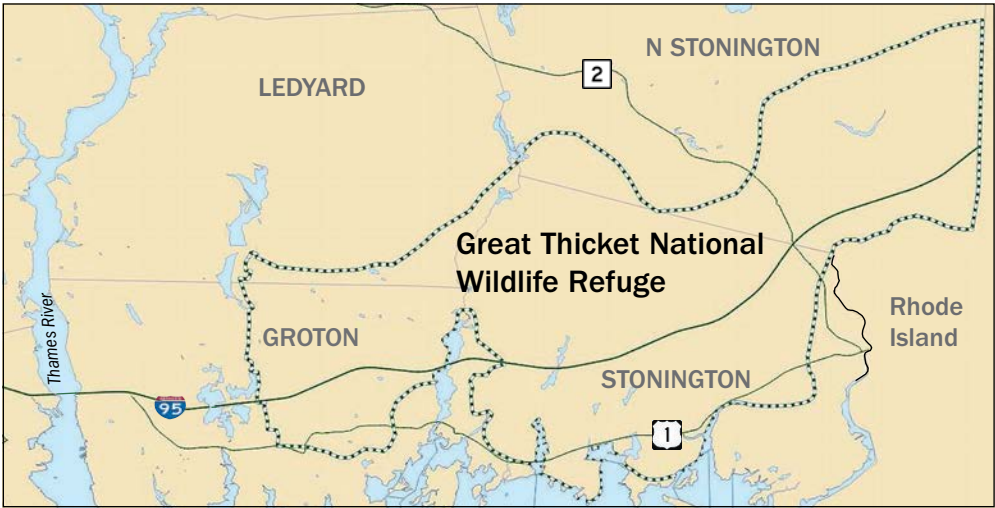 N STONINGTON
2
LEDYARD
Great Thicket National
Wildlife Refuge
Thames River
GROTON
Rhode
Island
STONINGTON
95
1